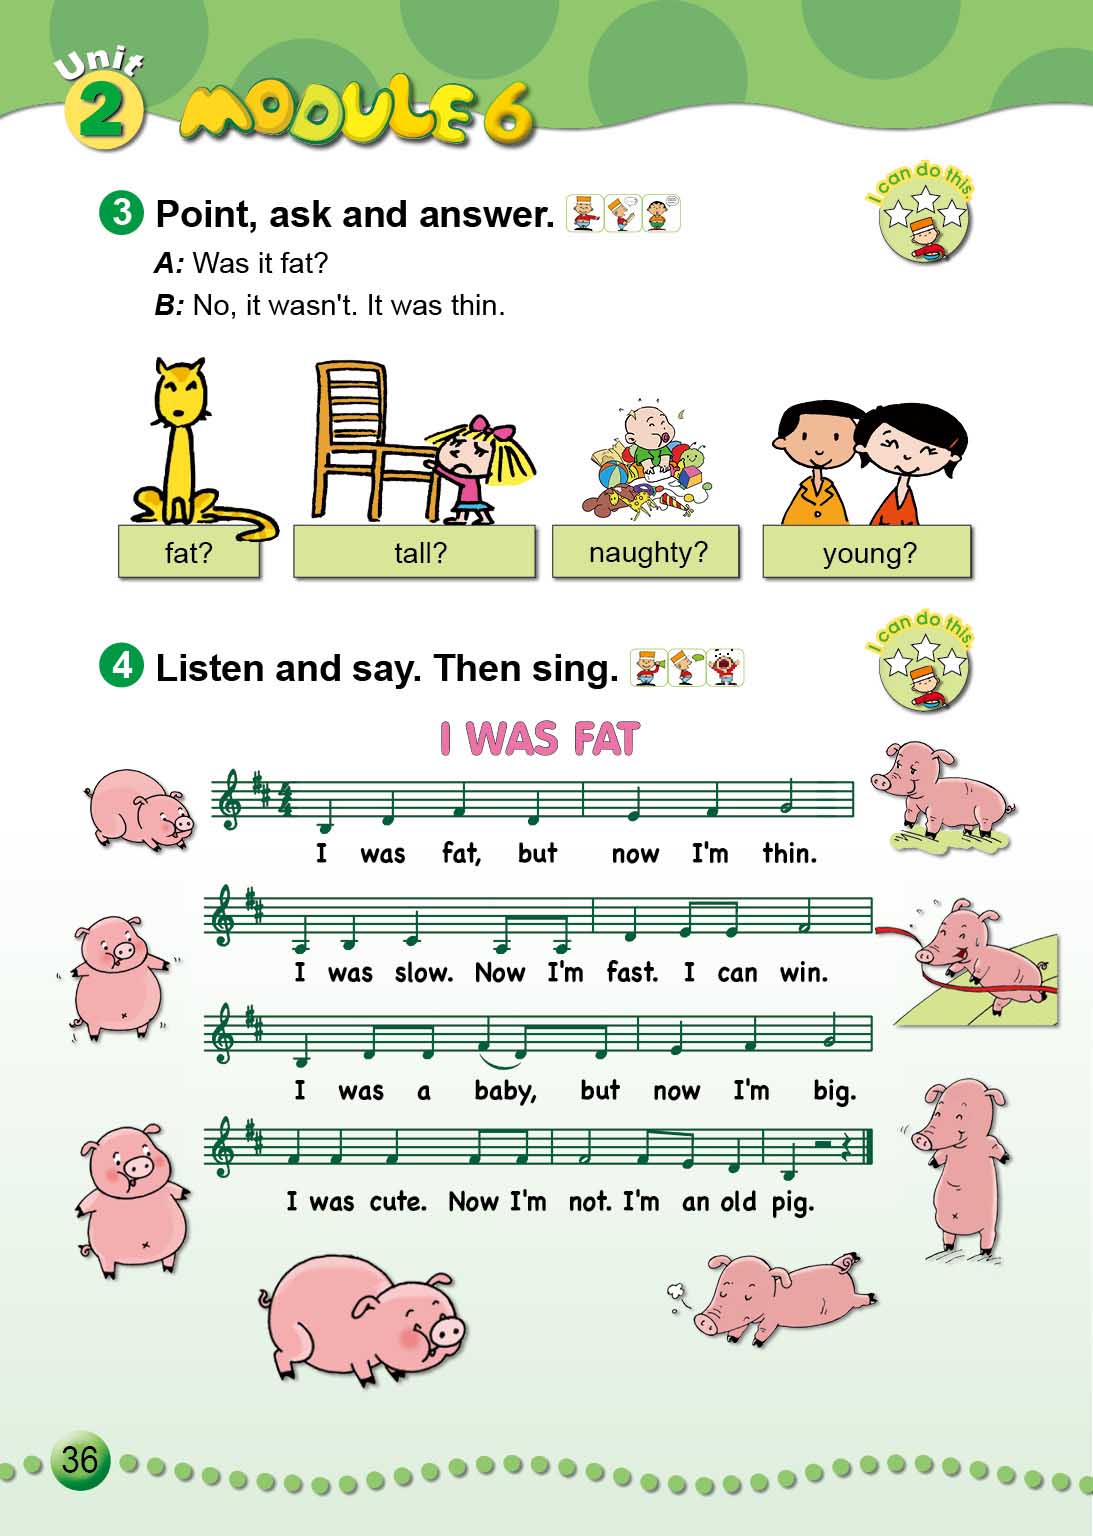 Unit
2 MODULE 6
3 Point, ask and answer.
I can do this.
A: Was it fat?
B: No, it wasn't. It was thin.
fat? tall? naughty? young?
4 Listen and say. Then sing.
I can do this.
I WAS FAT
4
4
I was fat, but now I'm thin.
I was slow. Now I'm fast. I can win.
I was a baby, but now I'm big.
I was cute. Now I'm not. I'm an old pig.
36